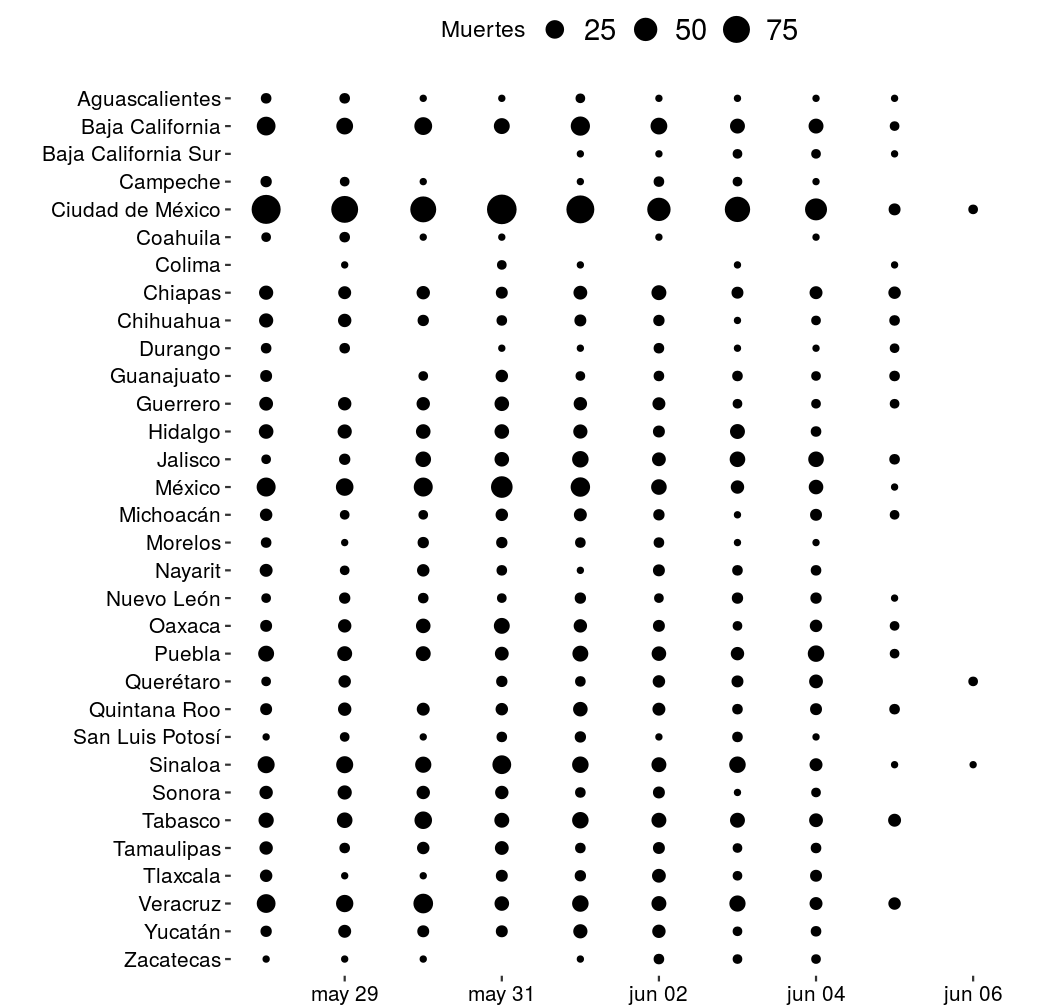 Muertes 25 50 75
Aguascalientes
Baja California
Baja California Sur
Campeche
Ciudad de México
Coahuila
Colima
Chiapas
Chihuahua
Durango
Guanajuato
Guerrero
Hidalgo
Jalisco
México
Michoacán
Morelos
Nayarit
Nuevo León
Oaxaca
Puebla
Querétaro
Quintana Roo
San Luis Potosí
Sinaloa
Sonora
Tabasco
Tamaulipas
Tlaxcala
Veracruz
Yucatán
Zacatecas
may 29 may 31 jun 02 jun 04 jun 06